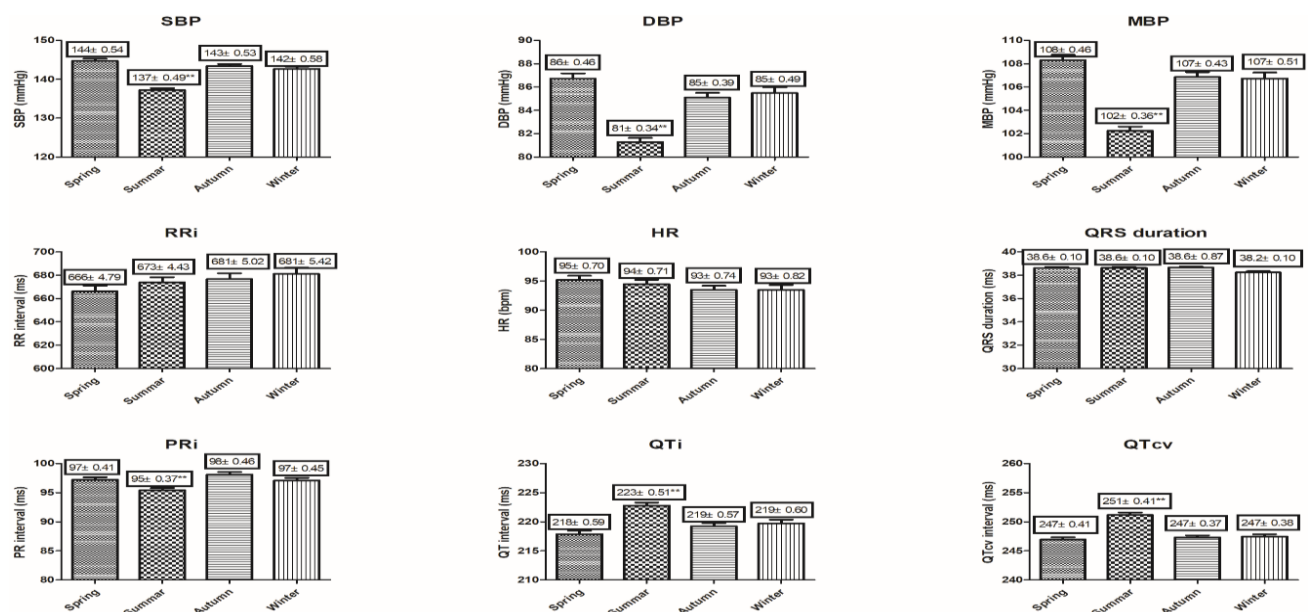 SBP
SBP (mmHg)
150
140
130
120
144± 0.54
137± 0.49**
143± 0.53
142± 0.58
Spring
Summar
Autumn
Winter
DBP
DBP (mmHg)
88
86
84
82
80
86± 0.46
81± 0.34**
85± 0.39
85± 0.49
Spring
Summar
Autumn
Winter
MBP
MBP (mmHg)
110
108
106
104
102
100
108± 0.46
102± 0.36**
107± 0.43
107± 0.51
Spring
Summar
Autumn
Winter
RRi
RR interval (ms)
700
680
660
640
620
600
666± 4.79
673± 4.43
681± 5.02
681± 5.42
Spring
Summar
Autumn
Winter
HR
HR (bpm)
100
95
90
85
80
95± 0.70
94± 0.71
93± 0.74
93± 0.82
Spring
Summar
Autumn
Winter
QRS duration
QRS duration (ms)
40
38
36
34
32
30
38.6± 0.10
38.6± 0.10
38.6± 0.87
38.2± 0.10
Spring
Summar
Autumn
Winter
PRi
PR interval (ms)
100
95
90
85
80
97± 0.41
95± 0.37**
98± 0.46
97± 0.45
Spring
Summar
Autumn
Winter
QTi
QT interval (ms)
230
225
220
215
210
218± 0.59
223± 0.51**
219± 0.57
219± 0.60
Spring
Summar
Autumn
Winter
QTcv
QTcv interval (ms)
260
255
250
245
240
247± 0.41
251± 0.41**
247± 0.37
247± 0.38
Spring
Summar
Autumn
Winter